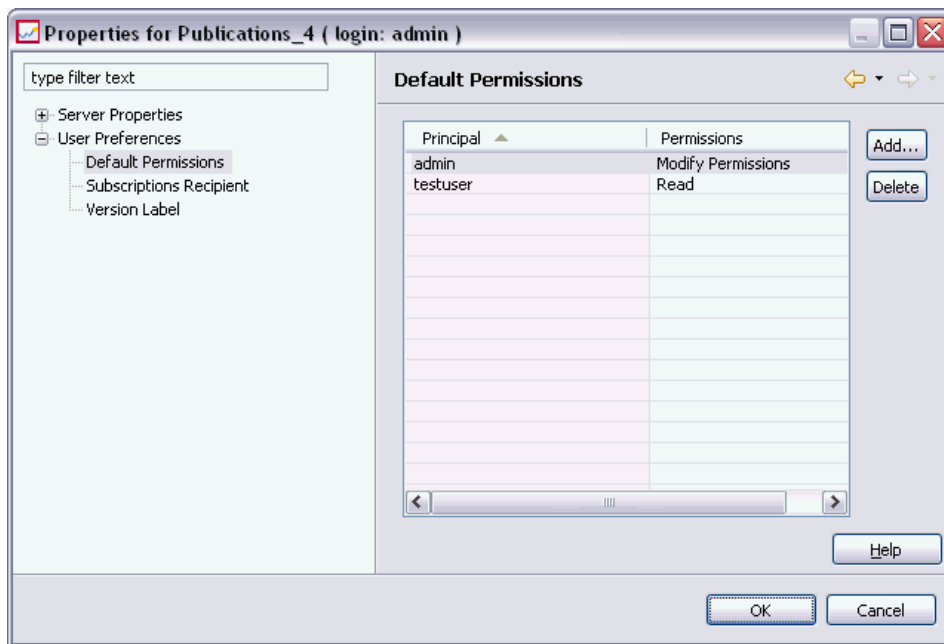 Properties for Publications_4 ( login: admin )
type filter text
Server Properties
User Preferences
Default Permissions
Subscriptions Recipient
Version Label
Default Permissions
Principal Permissions
admin Modify Permissions
testuser Read
Add...
Delete
Help
OK Cancel